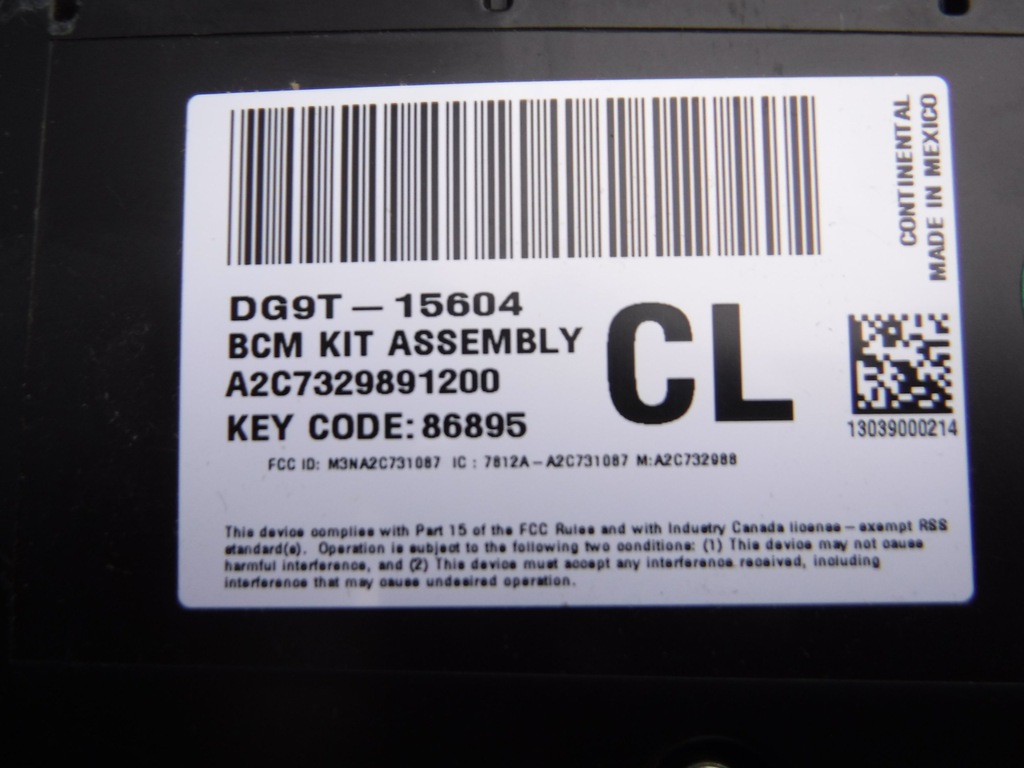 CONTINENTAL
MADE IN MEXICO
DG9T – 15604
BCM KIT ASSEMBLY
A2C7329891200
KEY CODE: 86895
CL
13039000214
FCC ID: M3NA2C731087 IC : 7812A – A2C731087 M:A2C732988
This device complies with Part 15 of the FCC Rules and with Industry Canada license – exempt RSS
standard(s). Operation is subject to the following two conditions: (1) This device may not cause
harmful interference, and (2) This device must accept any interference received, including
interference that may cause undesired operation.